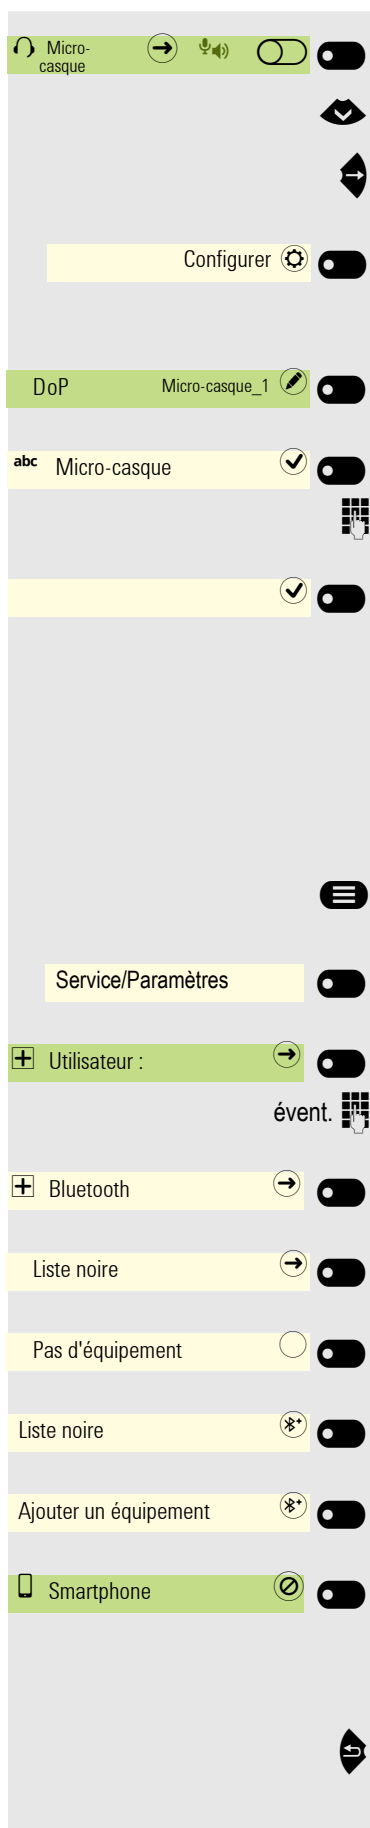 Micro-
casque
Configurer
DoP Micro-casque_1
abc Micro-casque
Service/Paramètres
Utilisateur :
évent.
Bluetooth
Liste noire
Pas d'équipement
Liste noire
Ajouter un équipement
Smartphone